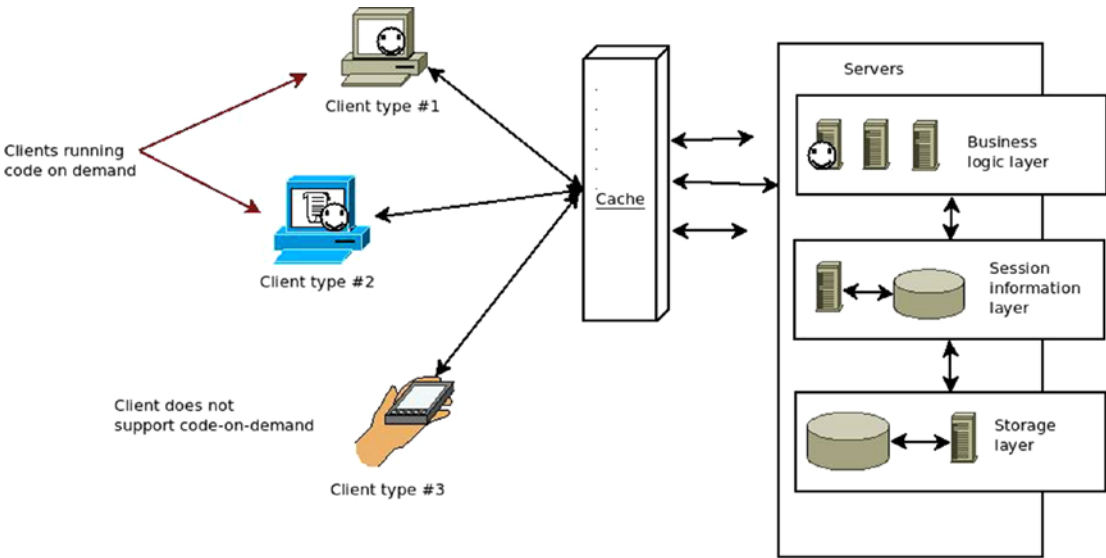 Client type #1
Clients running
code on demand
Client type #2
Client does not
support code-on-demand
Client type #3
Cache
Servers
Business
logic layer
Session
information
layer
Storage
layer